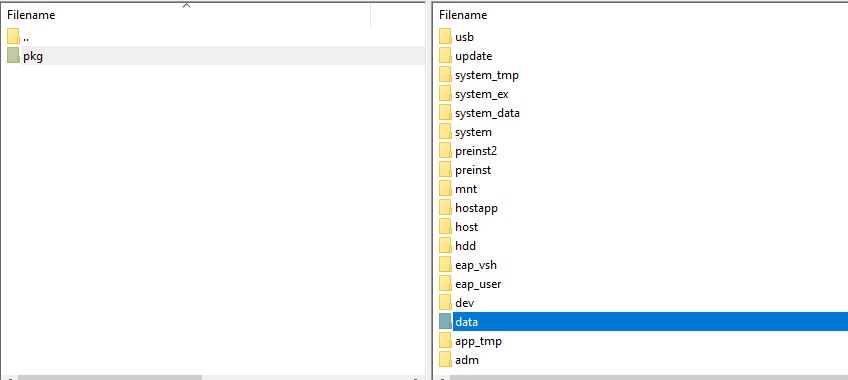 Filename
..
pkg
Filename
usb
update
system_tmp
system_ex
system_data
system
preinst2
preinst
mnt
hostapp
host
hdd
eap_vsh
eap_user
dev
data
app_tmp
adm